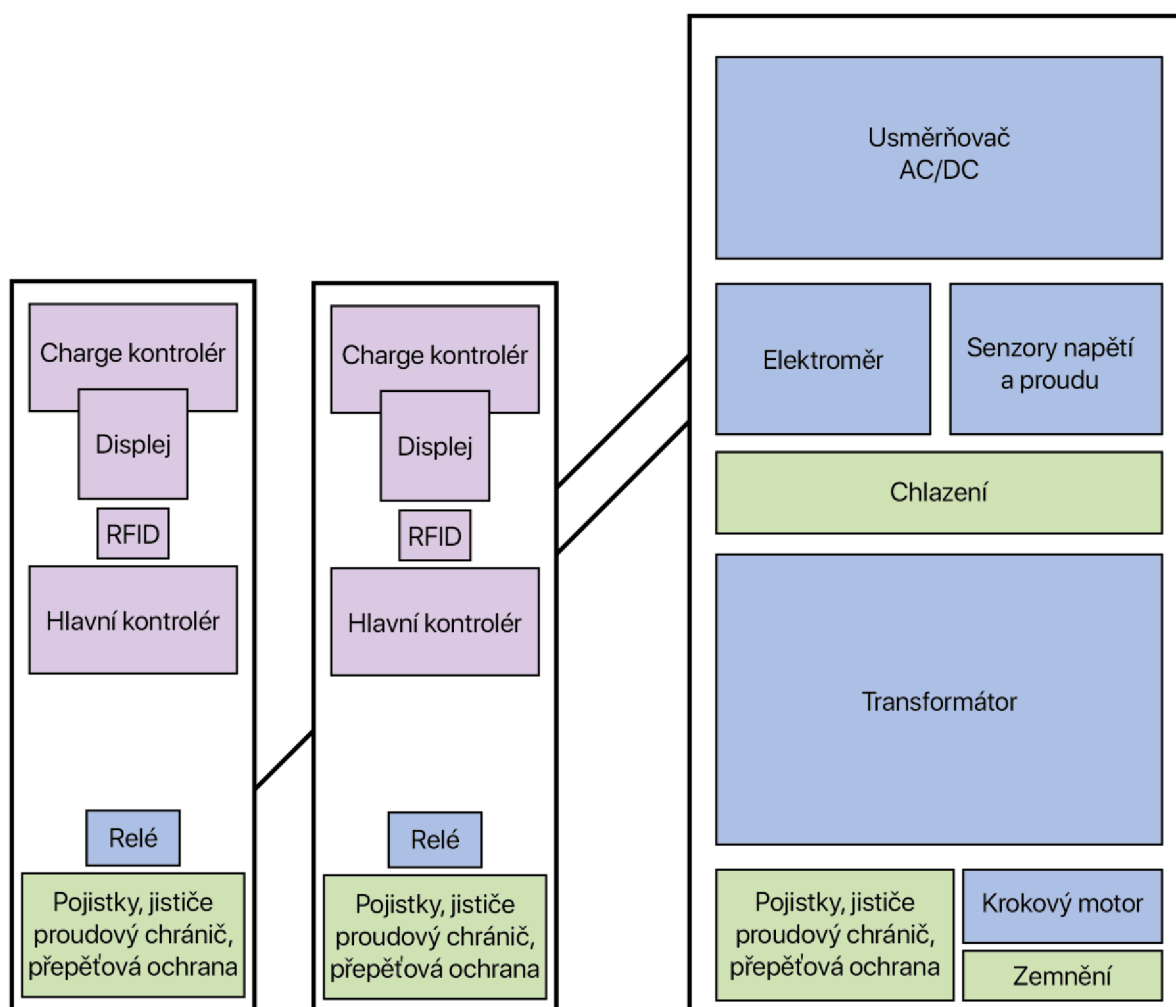 Charge kontrolér
Displej
RFID
Hlavní kontrolér
Relé
Pojistky, jističe
proudový chránič,
přepěťová ochrana
Charge kontrolér
Displej
RFID
Hlavní kontrolér
Relé
Pojistky, jističe
proudový chránič,
přepěťová ochrana
Usměrňovač
AC/DC
Elektroměr
Senzory napětí
a proudu
Chlazení
Transformátor
Pojistky, jističe
proudový chránič,
přepěťová ochrana
Krokový motor
Zemnění